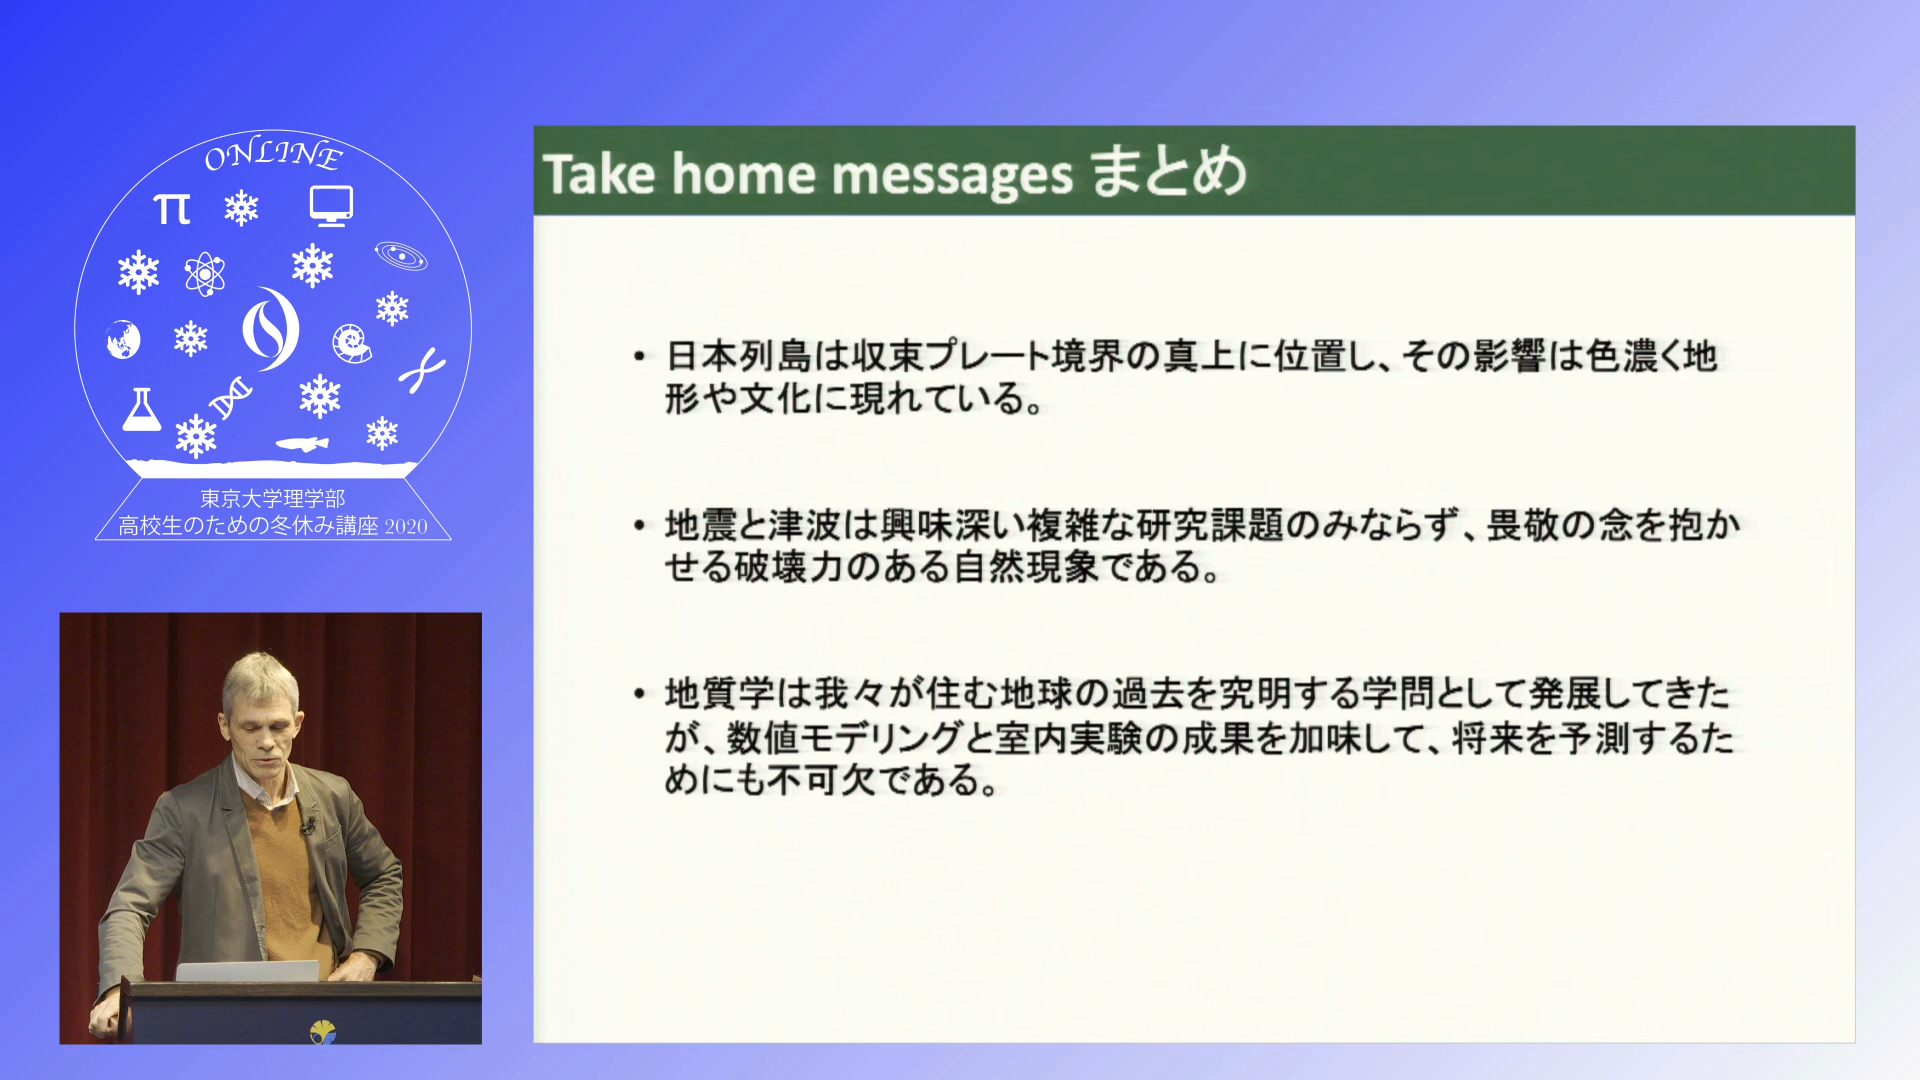 ONLINE
π
東京大学理学部
高校生のための冬休み講座 2020
Take home messages まとめ
• 日本列島は収束プレート境界の真上に位置し、その影響は色濃く地
形や文化に現れている。
• 地震と津波は興味深い複雑な研究課題のみならず、畏敬の念を抱か
せる破壊力のある自然現象である。
• 地質学は我々が住む地球の過去を究明する学問として発展してきた
が、数値モデリングと室内実験の成果を加味して、将来を予測するた
めにも不可欠である。